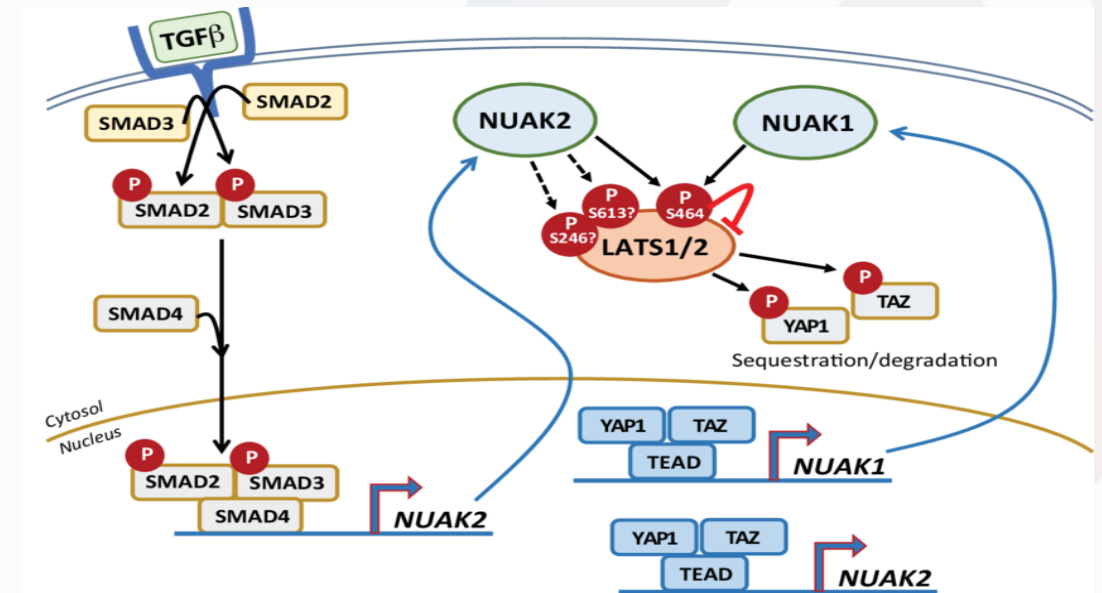 TGFβ
SMAD2
SMAD3
P
P
SMAD2
SMAD3
SMAD4
Cytosol
Nucleus
P
P
SMAD2
SMAD3
SMAD4
NUAK2
NUAK2
NUAK1
P
S613?
P
S464
P
S246?
LATS1/2
P
TAZ
P
YAP1
Sequestration/degradation
YAP1
TAZ
TEAD
NUAK1
YAP1
TAZ
TEAD
NUAK2